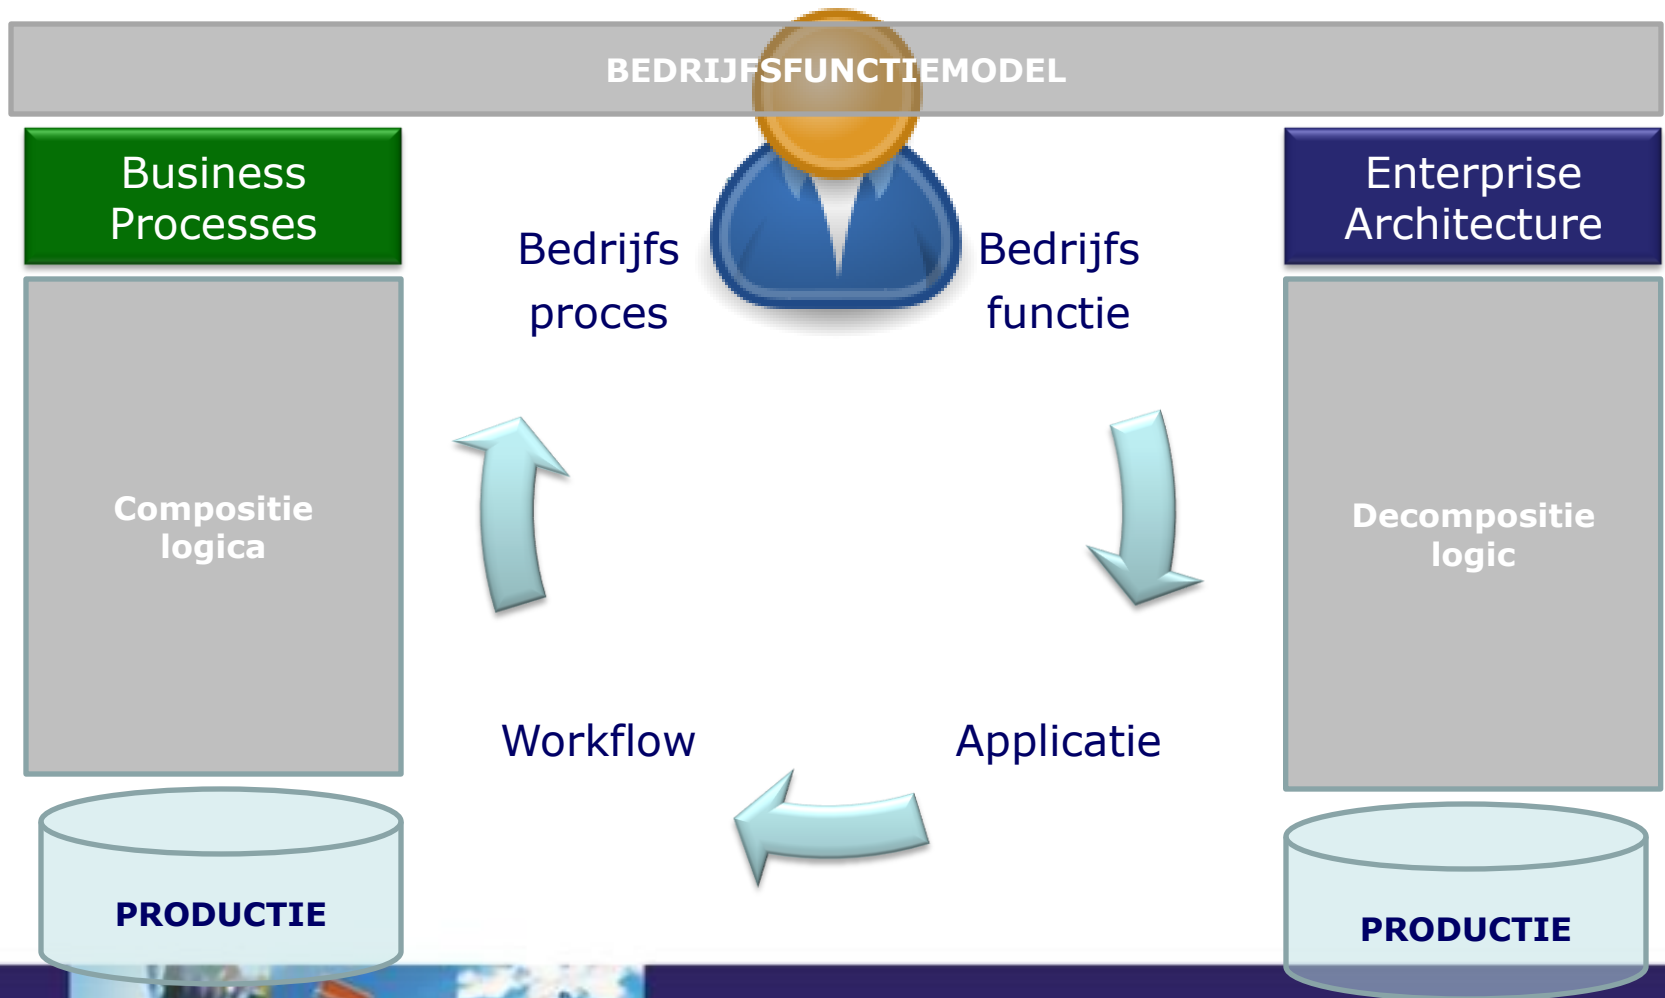 BEDRIJFSFUNCTIEMODEL
Business
Processes
Enterprise
Architecture
Bedrijfs
proces
Bedrijfs
functie
Compositie
logica
Decompositie
logic
Workflow
Applicatie
PRODUCTIE
PRODUCTIE